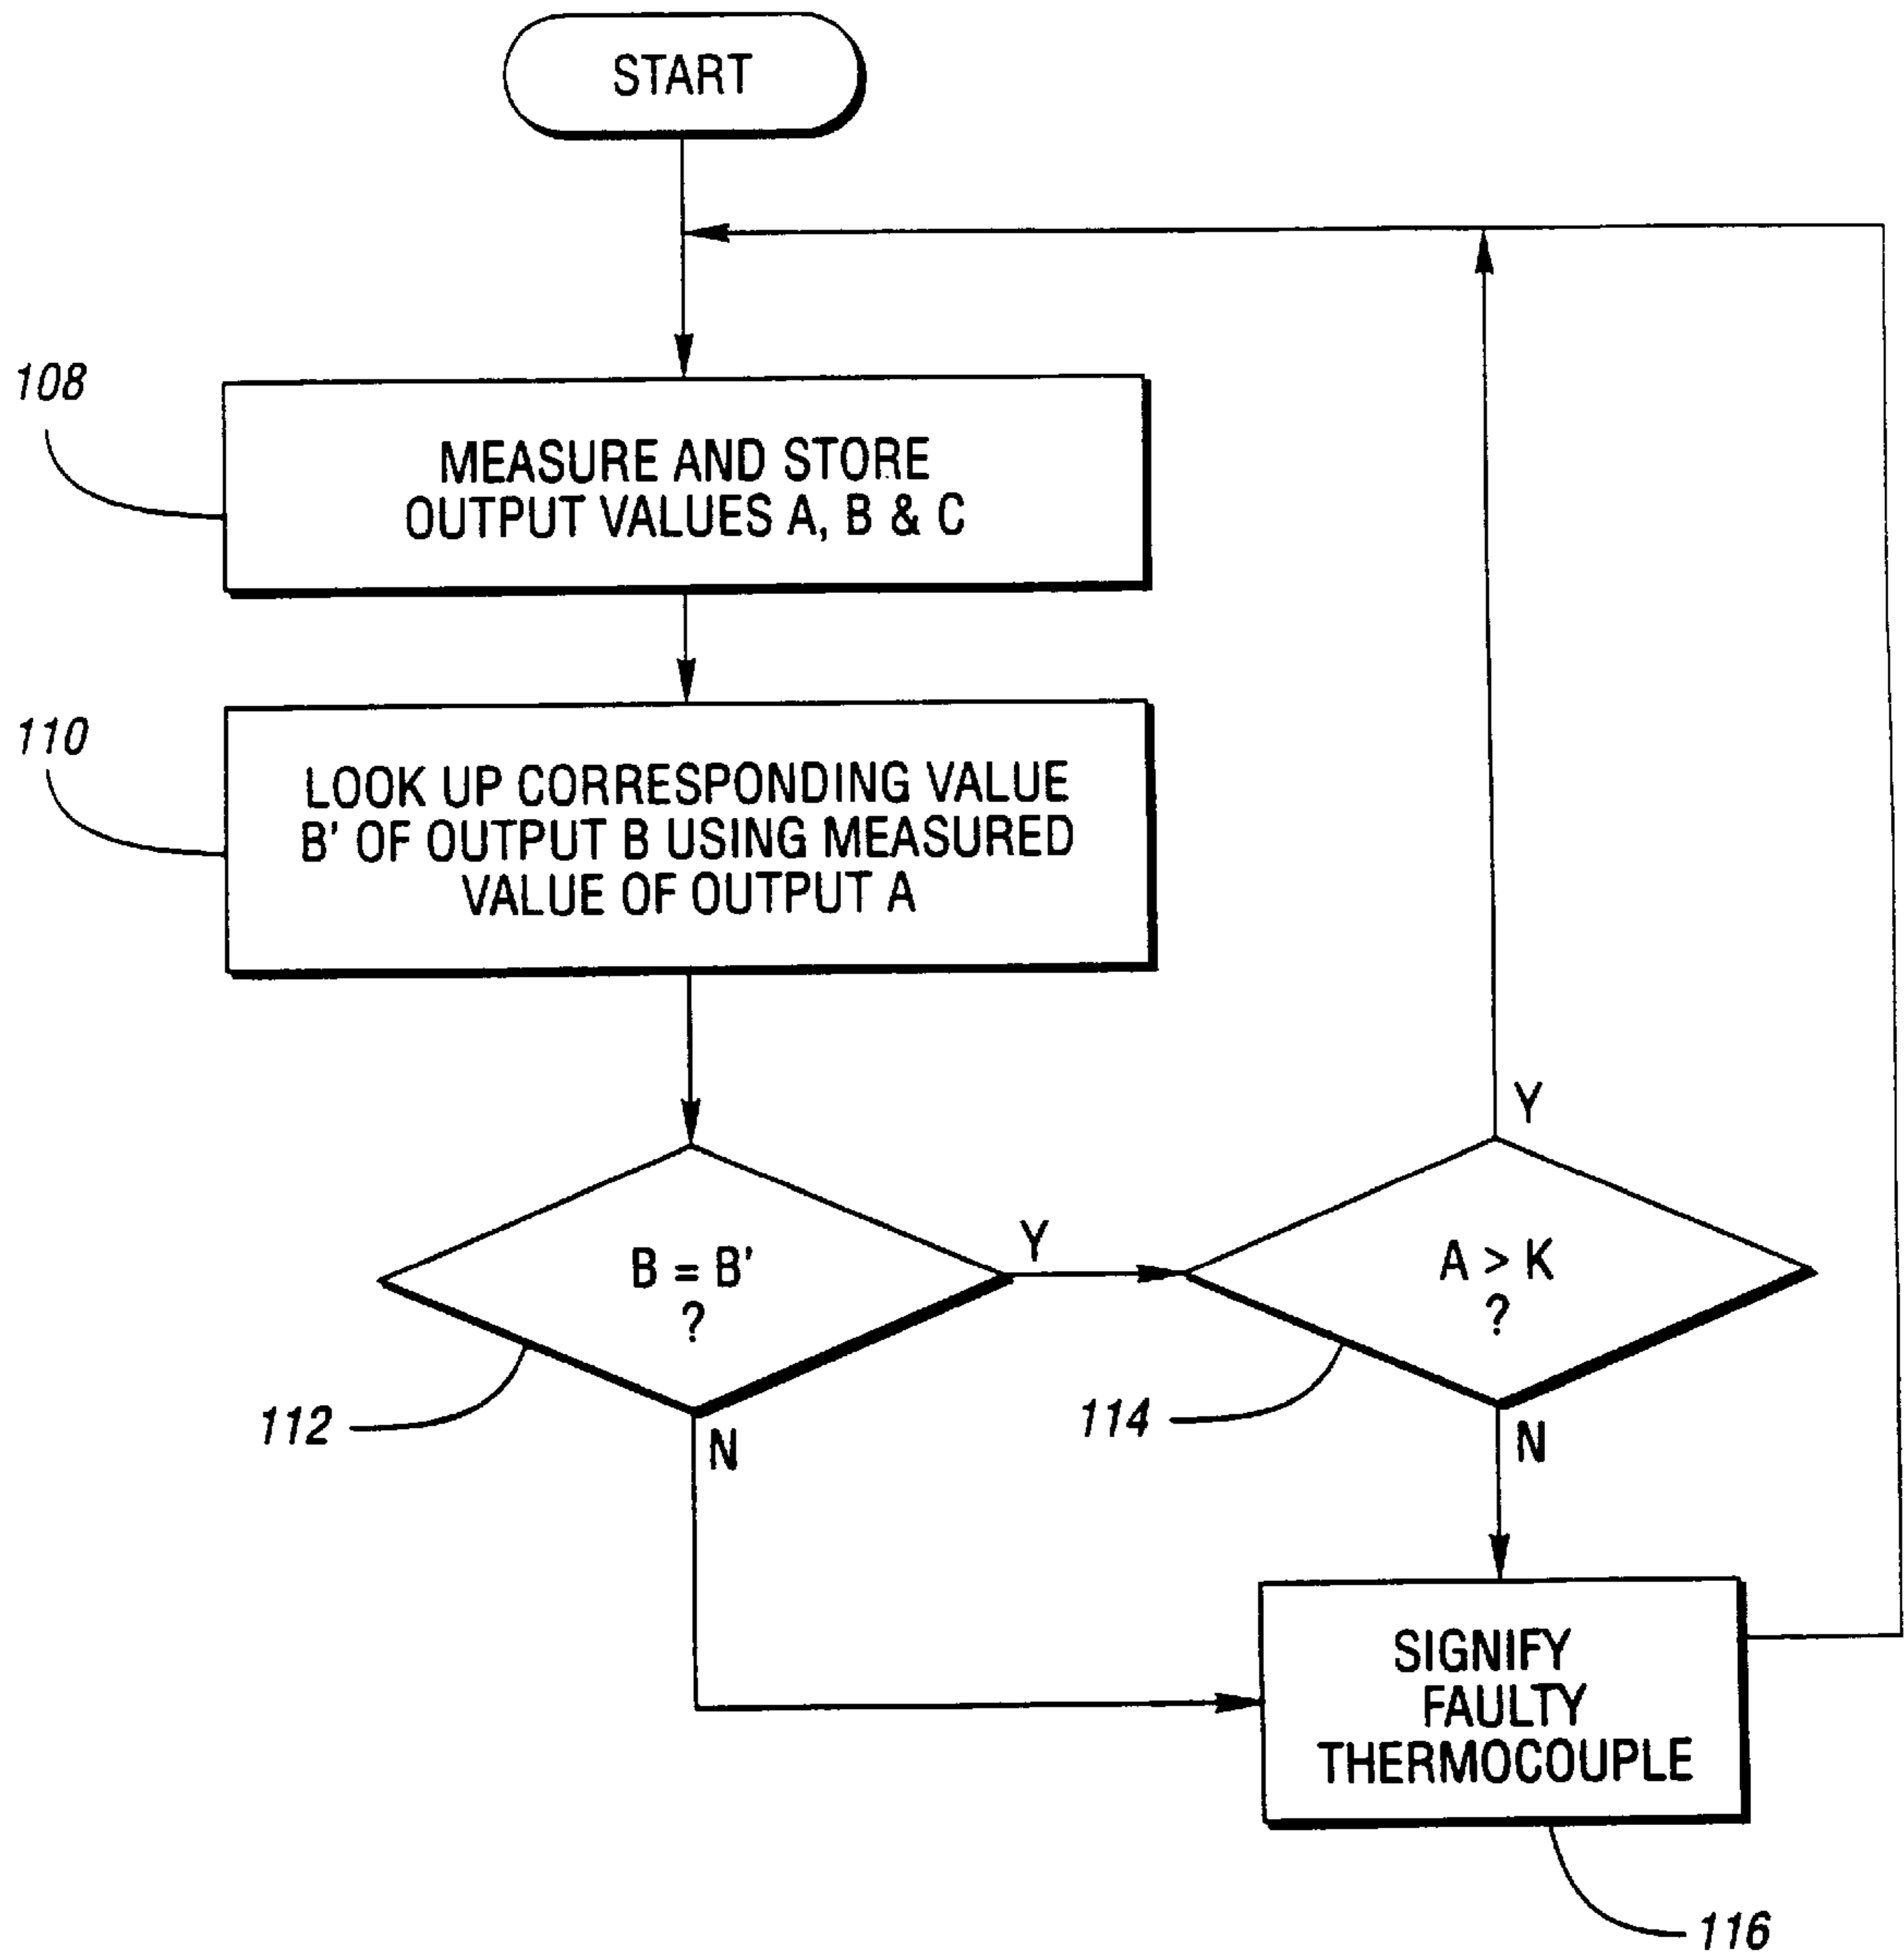 START
108
MEASURE AND STORE
OUTPUT VALUES A, B & C
110
LOOK UP CORRESPONDING VALUE
B' OF OUTPUT B USING MEASURED
VALUE OF OUTPUT A
B = B'
?
Y
N
112
A > K
?
Y
N
114
SIGNIFY
FAULTY
THERMOCOUPLE
116